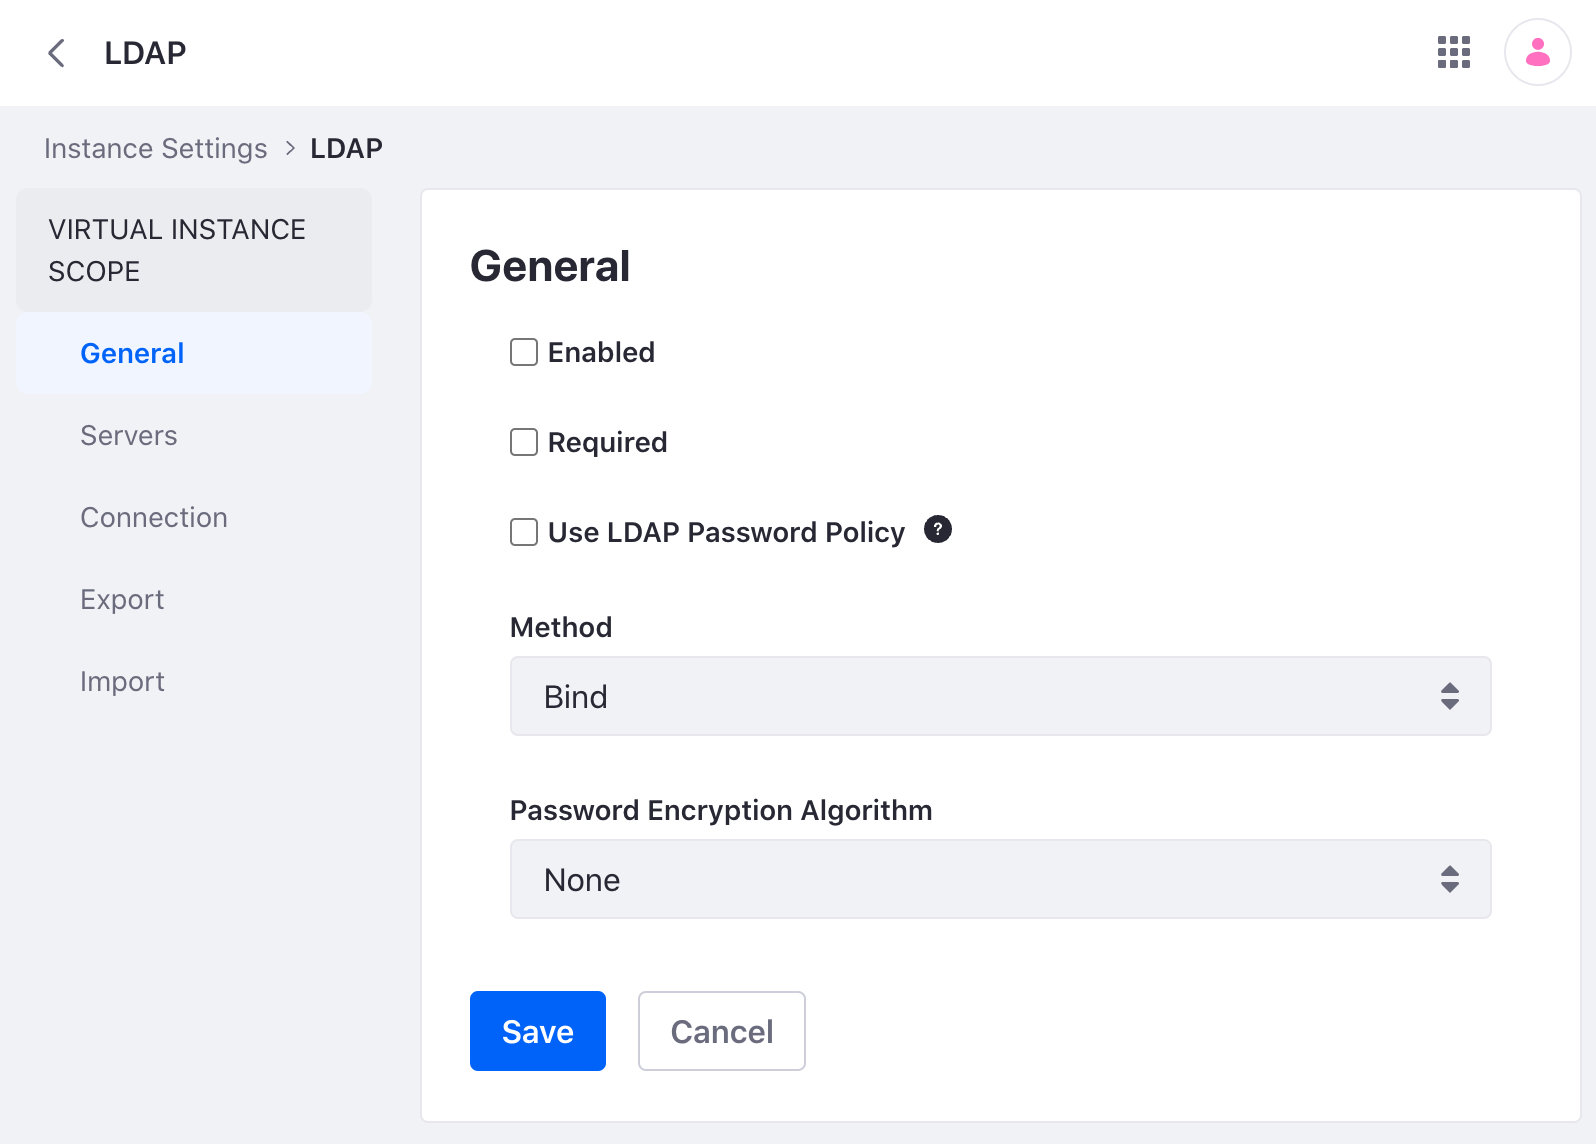 LDAP
Instance Settings > LDAP
VIRTUAL INSTANCE
SCOPE
General
Servers
Connection
Export
Import
General
Enabled
Required
Use LDAP Password Policy ?
Method
Bind
Password Encryption Algorithm
None
Save
Cancel